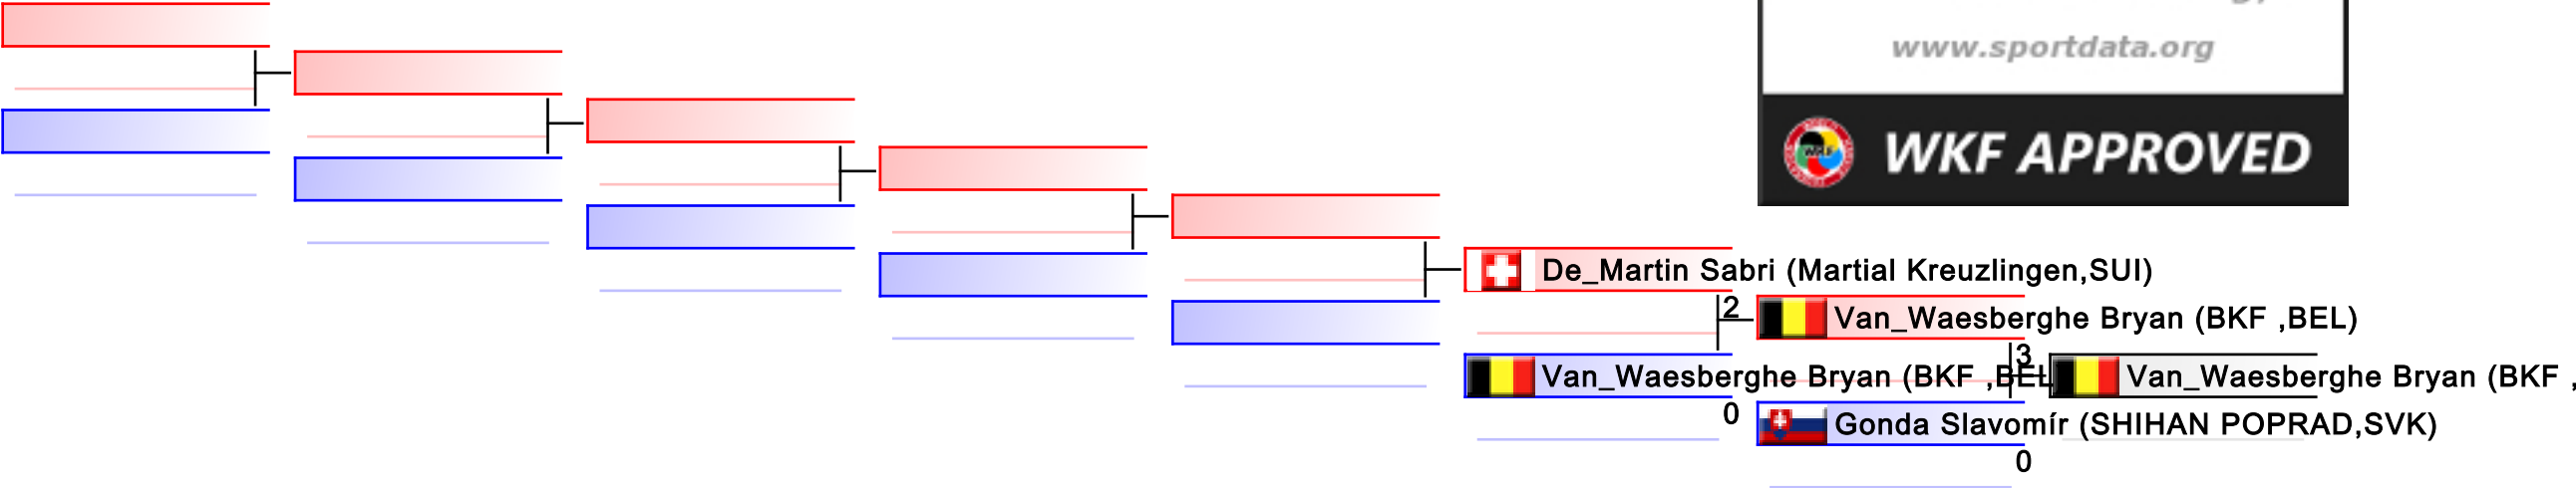 www.sportdata.org
WKF APPROVED
De_Martin Sabri (Martial Kreuzlingen,SUI)
2
Van_Waesberghe Bryan (BKF ,BEL)
3
Van_Waesberghe Bryan (BKF ,BEL
Van_Waesberghe Bryan (BKF ,
0
Gonda Slavomír (SHIHAN POPRAD,SVK)
0